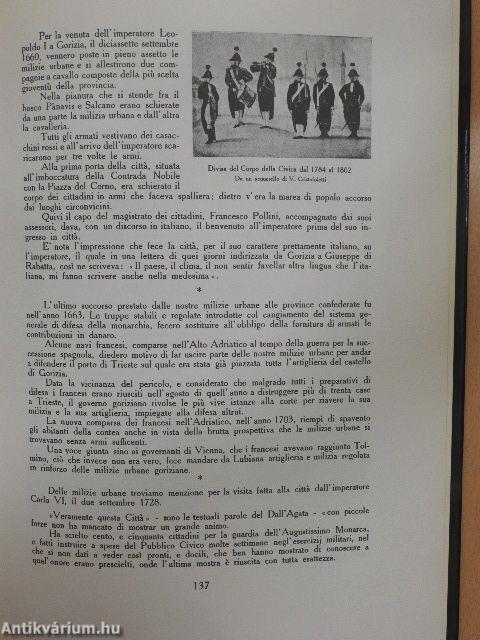 Per la venuta dell'imperatore Leo-
poldo I a Gorizia, il diciassette settembre
1660, vennero poste in pieno assetto le
milizie urbane e si allestirono due com-
pagnie a cavallo composte della più scelta
gioventù della provincia.
Nella pianura che si stende fra il
bosco Pànavis e Salcano erano schierate
da una parte la milizia urbana e dall'altra
la cavalleria.
Tutti gli armati vestivano dei casac-
chini rossi e all'arrivo dell'imperatore sca-
ricarono per tre volte le armi.
Alla prima porta della città, situata
all'imboccatura della Contrada Nobile
con la Piazza del Corno, era schierato il
corpo dei cittadini in armi che faceva spalliera; dietro v'era la marea di popolo accorso
dai luoghi circonvicini.
Divisa del Corpo della Civica dal 1784 al 1802
Da un acquarello di V. Cristofoletti
Quivi il capo del magistrato dei cittadini, Francesco Pollini, accompagnato dai suoi
assessori, dava, con un discorso in italiano, il benvenuto all'imperatore prima del suo in-
gresso in città.
E' nota l'impressione che fece la città, per il suo carattere prettamente italiano, su
l'imperatore, il quale in una lettera di quei giorni indirizzata da Gorizia a Giuseppe di
Rabatta, così ne scriveva: «Il paese, il clima, il non sentir favellar altra lingua che l'ita-
liana, mi fanno scrivere anche nella medesima».
*
L'ultimo soccorso prestato dalle nostre milizie urbane alle province confederate fu
nell'anno 1663. Le truppe stabili e regolate introdotte col cangiamento del sistema gene-
rale di difesa della monarchia, fecero sostituire all'obbligo della fornitura di armati le
contribuzioni in danaro.
Alcune navi francesi, comparse nell'Alto Adriatico al tempo della guerra per la suc-
cessione spagnola, diedero motivo di far uscire parte delle nostre milizie urbane per andar
a difendere il porto di Trieste sul quale era stata già piazzata tutta l'artiglieria del castello
di Gorizia.
Data la vicinanza del pericolo, e considerato che malgrado tutti i preparativi di
difesa i francesi erano riusciti nell'agosto di quell'anno a distruggere più di trenta case
a Trieste, il governo goriziano rivolse le più vive istanze alla corte per riavere la sua
milizia e la sua artiglieria, impiegate alla difesa altrui.
La nuova comparsa dei francesi nell'Adriatico, nell'anno 1703, riempì di spavento
gli abitanti della contea anche in vista della brutta prospettiva che le milizie urbane si
trovavano senza armi sufficenti.
Una voce giunta sino ai governanti di Vienna, che i francesi avevano raggiunto Tol-
mino, ciò che invece non era vero, fece mandare da Lubiana artiglieria e milizia regolata
in rinforzo delle milizie urbane goriziane.
*
Delle milizie urbane troviamo menzione per la visita fatta alla città dall'imperatore
Carlo VI, il due settembre 1728.
«Veramente questa Città» - sono le testuali parole del Dall'Agata - «con piccole
forze non ha mancato di mostrar un grande animo.
Ha scielto cento, e cinquanta cittadini per la guardia dell'Augustissimo Monarca,
e fatti instruire a spese del Pubblico Civico molte settimane negl'esercizij militari, nel
che si non dati a veder così pronti, e docili, che ben hanno mostrato di conoscere a
qual'onore erano prescielti, onde l'ultima mostra è riuscita con tutta esattezza.
137
Antikvárium.hu